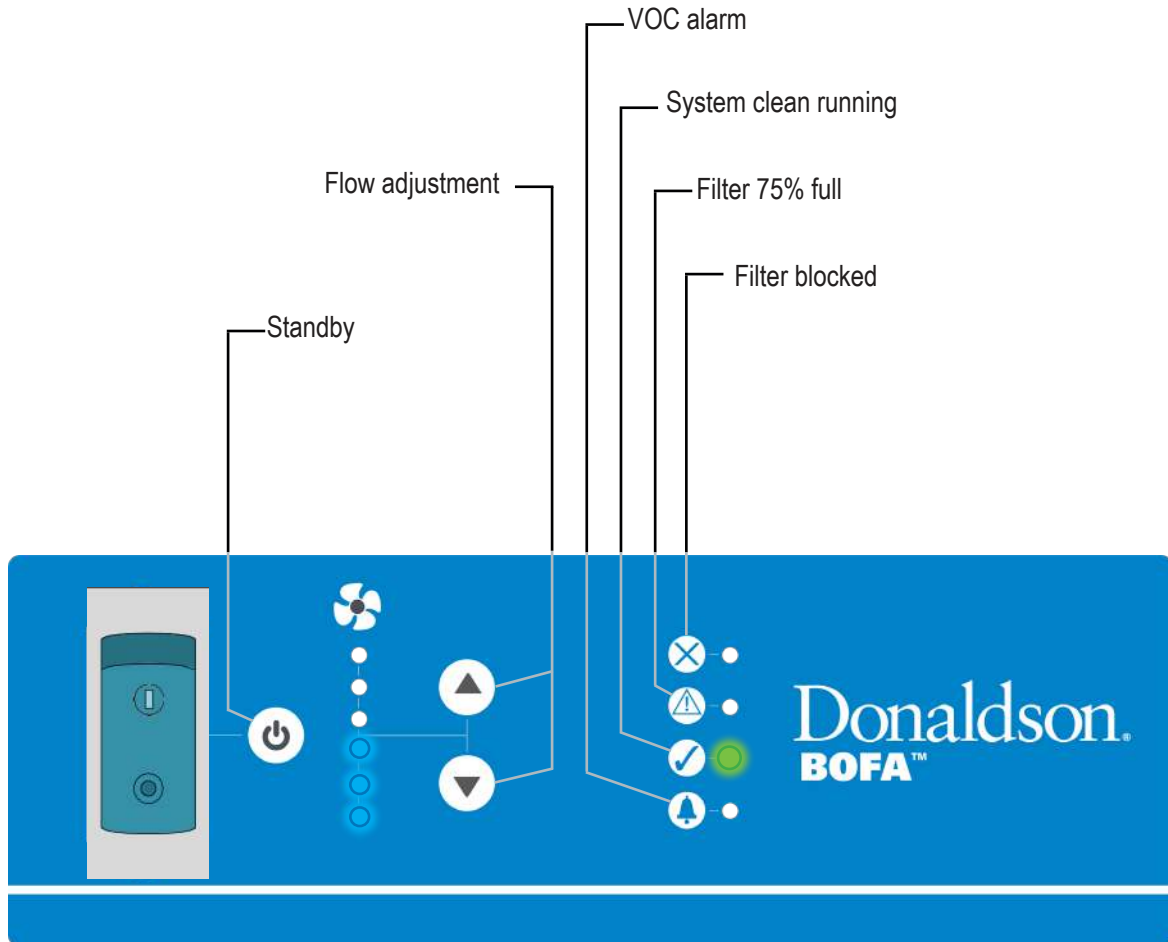 VOC alarm
System clean running
Flow adjustment
Filter 75% full
Filter blocked
Standby
Donaldson®
BOFA™